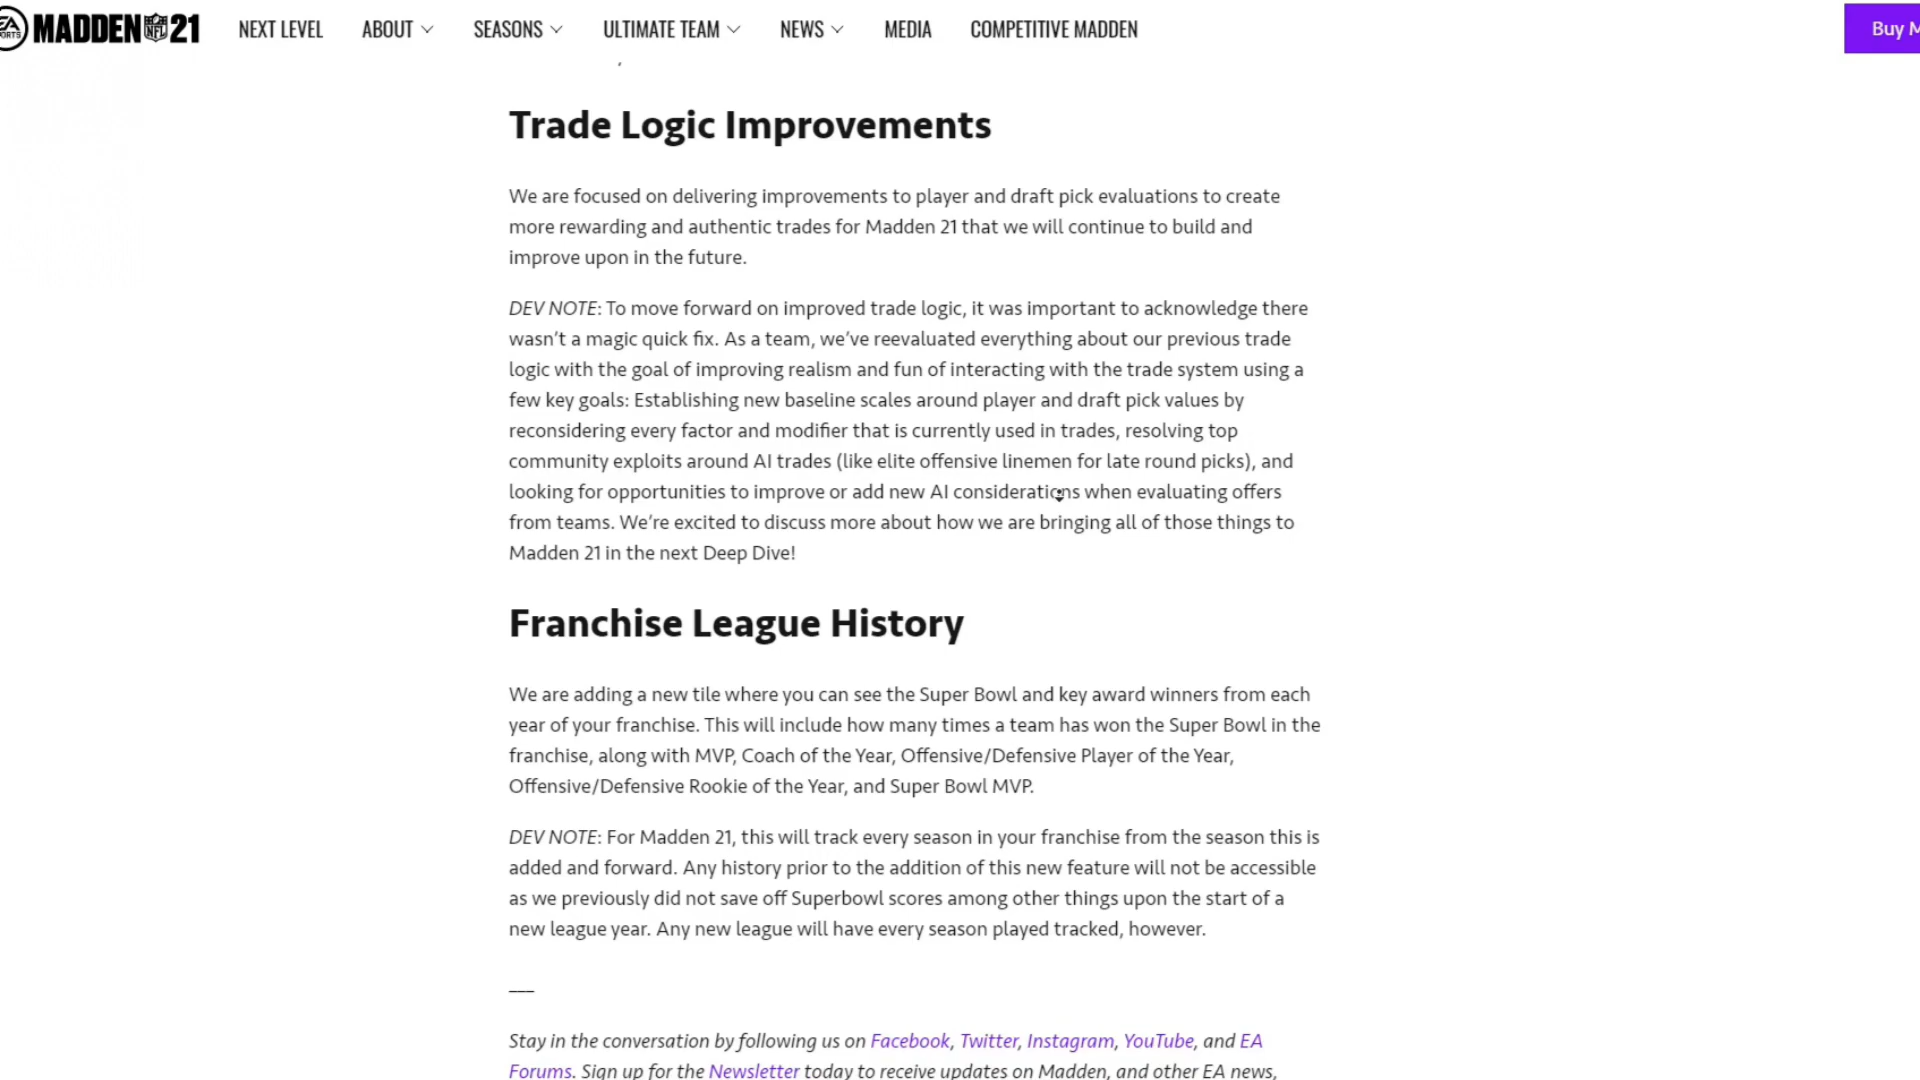 EA SPORTS MADDEN NFL 21 NEXT LEVEL ABOUT SEASONS ULTIMATE TEAM NEWS MEDIA COMPETITIVE MADDEN Buy M
Trade Logic Improvements
We are focused on delivering improvements to player and draft pick evaluations to create
more rewarding and authentic trades for Madden 21 that we will continue to build and
improve upon in the future.
DEV NOTE: To move forward on improved trade logic, it was important to acknowledge there
wasn’t a magic quick fix. As a team, we’ve reevaluated everything about our previous trade
logic with the goal of improving realism and fun of interacting with the trade system using a
few key goals: Establishing new baseline scales around player and draft pick values by
reconsidering every factor and modifier that is currently used in trades, resolving top
community exploits around AI trades (like elite offensive linemen for late round picks), and
looking for opportunities to improve or add new AI considerations when evaluating offers
from teams. We’re excited to discuss more about how we are bringing all of those things to
Madden 21 in the next Deep Dive!
Franchise League History
We are adding a new tile where you can see the Super Bowl and key award winners from each
year of your franchise. This will include how many times a team has won the Super Bowl in the
franchise, along with MVP, Coach of the Year, Offensive/Defensive Player of the Year,
Offensive/Defensive Rookie of the Year, and Super Bowl MVP.
DEV NOTE: For Madden 21, this will track every season in your franchise from the season this is
added and forward. Any history prior to the addition of this new feature will not be accessible
as we previously did not save off Superbowl scores among other things upon the start of a
new league year. Any new league will have every season played tracked, however.
___
Stay in the conversation by following us on Facebook, Twitter, Instagram, YouTube, and EA
Forums. Sign up for the Newsletter today to receive updates on Madden, and other EA news,